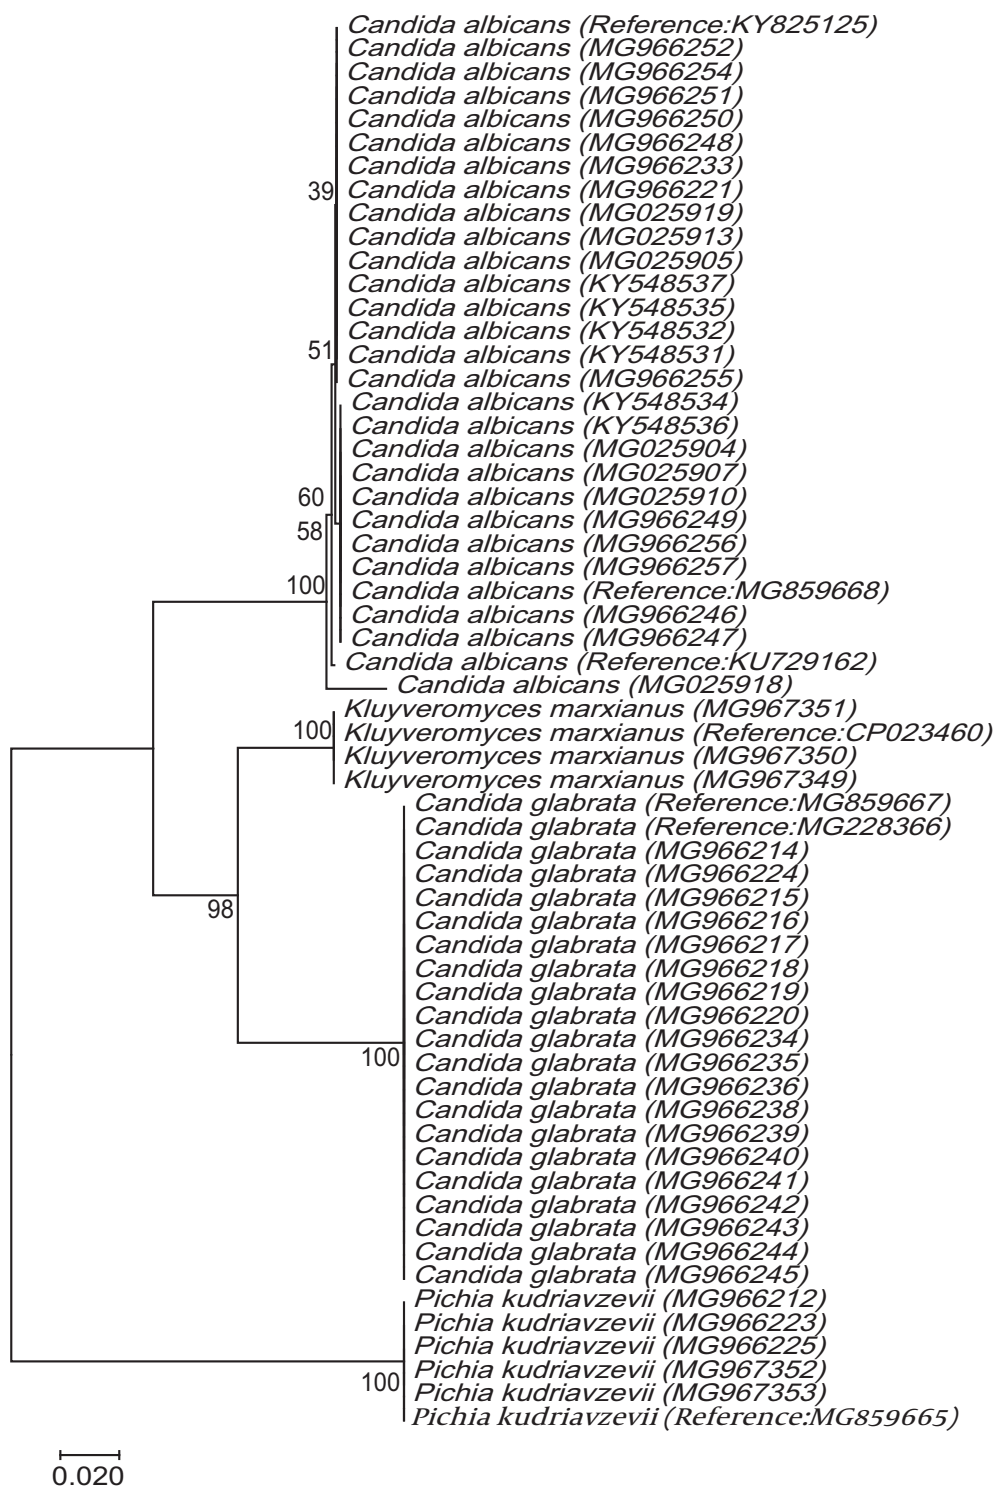 Candida albicans (Reference:KY825125)
Candida albicans (MG966252)
Candida albicans (MG966254)
Candida albicans (MG966251)
Candida albicans (MG966250)
Candida albicans (MG966248)
Candida albicans (MG966233)
39
Candida albicans (MG966221)
Candida albicans (MG025919)
Candida albicans (MG025913)
Candida albicans (MG025905)
Candida albicans (KY548537)
Candida albicans (KY548535)
Candida albicans (KY548532)
51
Candida albicans (KY548531)
Candida albicans (MG966255)
Candida albicans (KY548534)
Candida albicans (KY548536)
Candida albicans (MG025904)
Candida albicans (MG025907)
60
Candida albicans (MG025910)
Candida albicans (MG966249)
58
Candida albicans (MG966256)
Candida albicans (MG966257)
100
Candida albicans (Reference:MG859668)
Candida albicans (MG966246)
Candida albicans (MG966247)
Candida albicans (Reference:KU729162)
Candida albicans (MG025918)
Kluyveromyces marxianus (MG967351)
100
Kluyveromyces marxianus (Reference:CP023460)
Kluyveromyces marxianus (MG967350)
Kluyveromyces marxianus (MG967349)
Candida glabrata (Reference:MG859667)
Candida glabrata (Reference:MG228366)
Candida glabrata (MG966214)
Candida glabrata (MG966224)
Candida glabrata (MG966215)
98
Candida glabrata (MG966216)
Candida glabrata (MG966217)
Candida glabrata (MG966218)
Candida glabrata (MG966219)
Candida glabrata (MG966220)
Candida glabrata (MG966234)
100
Candida glabrata (MG966235)
Candida glabrata (MG966236)
Candida glabrata (MG966238)
Candida glabrata (MG966239)
Candida glabrata (MG966240)
Candida glabrata (MG966241)
Candida glabrata (MG966242)
Candida glabrata (MG966243)
Candida glabrata (MG966244)
Candida glabrata (MG966245)
Pichia kudriavzevii (MG966212)
Pichia kudriavzevii (MG966223)
Pichia kudriavzevii (MG966225)
Pichia kudriavzevii (MG967352)
100
Pichia kudriavzevii (MG967353)
Pichia kudriavzevii (Reference:MG859665)
0.020